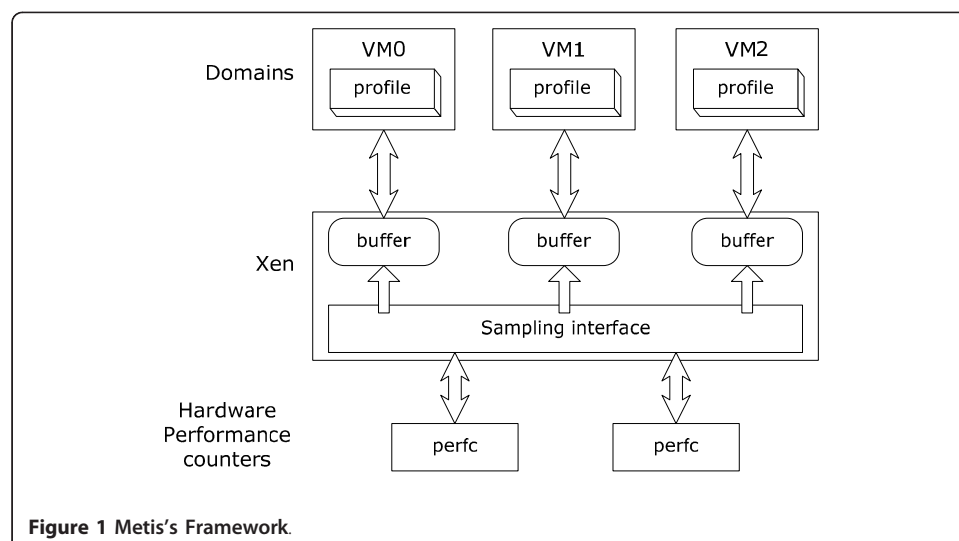 VM0 VM1 VM2
Domains
profile profile profile
buffer buffer buffer
Xen
Sampling interface
Hardware
Performance
counters
perfc perfc
Figure 1 Metis's Framework.